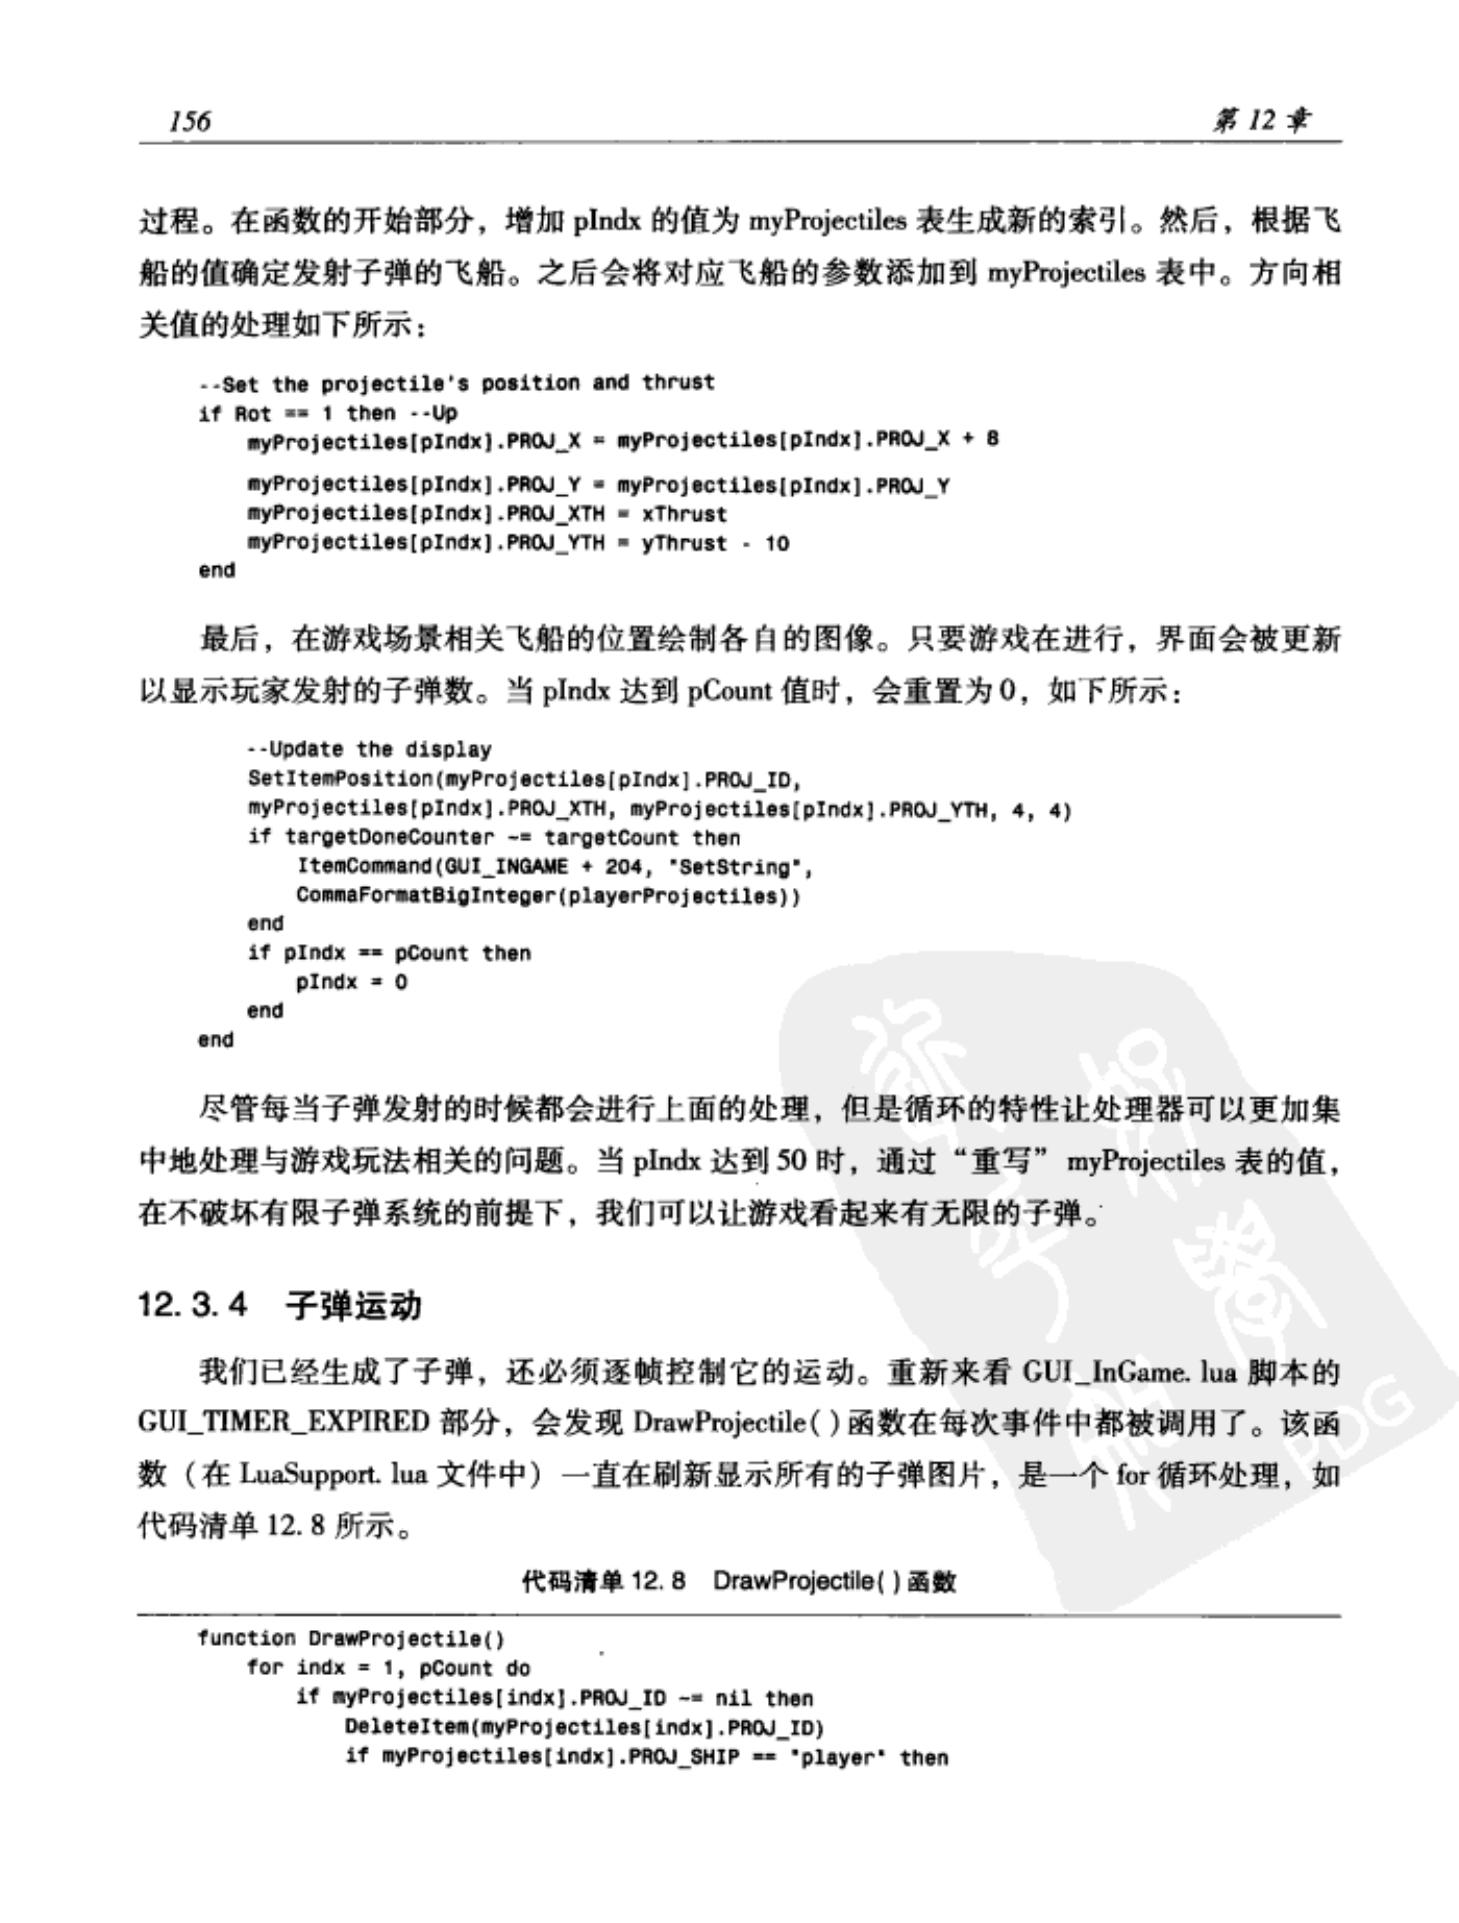 156
第 12 章
过程。在函数的开始部分，增加 pIndx 的值为 myProjectiles 表生成新的索引。然后，根据飞
船的值确定发射子弹的飞船。之后会将对应飞船的参数添加到 myProjectiles 表中。方向相
关值的处理如下所示：
--Set the projectile's position and thrust
if Rot == 1 then --Up
myProjectiles[pIndx].PROJ_X = myProjectiles[pIndx].PROJ_X + 8
myProjectiles[pIndx].PROJ_Y = myProjectiles[pIndx].PROJ_Y
myProjectiles[pIndx].PROJ_XTH = xThrust
myProjectiles[pIndx].PROJ_YTH = yThrust - 10
end
最后，在游戏场景相关飞船的位置绘制各自的图像。只要游戏在进行，界面会被更新
以显示玩家发射的子弹数。当 pIndx 达到 pCount 值时，会重置为 0，如下所示：
--Update the display
SetItemPosition(myProjectiles[pIndx].PROJ_ID,
myProjectiles[pIndx].PROJ_XTH, myProjectiles[pIndx].PROJ_YTH, 4, 4)
if targetDoneCounter ~= targetCount then
ItemCommand(GUI_INGAME + 204, "SetString",
CommaFormatBigInteger(playerProjectiles))
end
if pIndx == pCount then
pIndx = 0
end
end
尽管每当子弹发射的时候都会进行上面的处理，但是循环的特性让处理器可以更加集
中地处理与游戏玩法相关的问题。当 pIndx 达到 50 时，通过“重写” myProjectiles 表的值，
在不破坏有限子弹系统的前提下，我们可以让游戏看起来有无限的子弹。
12. 3. 4 子弹运动
我们已经生成了子弹，还必须逐帧控制它的运动。重新来看 GUI_InGame. lua 脚本的
GUI_TIMER_EXPIRED 部分，会发现 DrawProjectile( ) 函数在每次事件中都被调用了。该函
数（在 LuaSupport. lua 文件中）一直在刷新显示所有的子弹图片，是一个 for 循环处理，如
代码清单 12. 8 所示。
代码清单 12. 8 DrawProjectile( ) 函数
function DrawProjectile()
for indx = 1, pCount do
if myProjectiles[indx].PROJ_ID ~= nil then
DeleteItem(myProjectiles[indx].PROJ_ID)
if myProjectiles[indx].PROJ_SHIP == "player" then
PDG